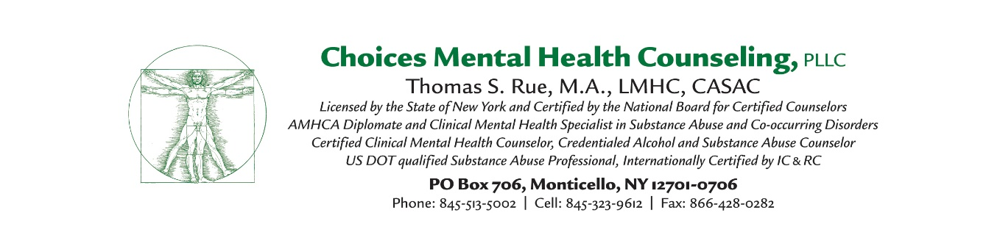 Choices Mental Health Counseling, PLLC
Thomas S. Rue, M.A., LMHC, CASAC
Licensed by the State of New York and Certified by the National Board for Certified Counselors
AMHCA Diplomate and Clinical Mental Health Specialist in Substance Abuse and Co-occurring Disorders
Certified Clinical Mental Health Counselor, Credentialed Alcohol and Substance Abuse Counselor
US DOT qualified Substance Abuse Professional, Internationally Certified by IC & RC
PO Box 706, Monticello, NY 12701-0706
Phone: 845-513-5002 | Cell: 845-323-9612 | Fax: 866-428-0282